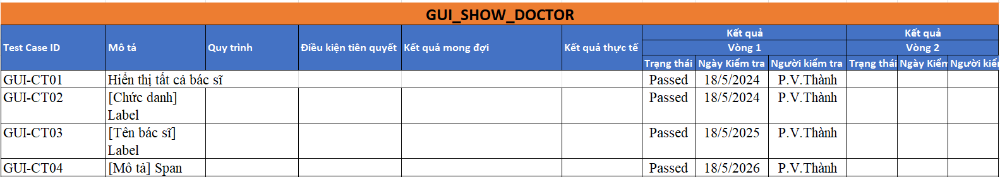 GUI_SHOW_DOCTOR
Test Case ID Mô tả Quy trình Điều kiện tiên quyết Kết quả mong đợi Kết quả thực tế Kết quả Kết quả
Vòng 1 Vòng 2
Trạng thái Ngày Kiểm tra Người kiểm tra Trạng thái Ngày Kiểm Người kiể
GUI-CT01 Hiển thị tất cả bác sĩ Passed 18/5/2024 P.V.Thành
GUI-CT02 [Chức danh] Passed 18/5/2024 P.V.Thành
Label
GUI-CT03 [Tên bác sĩ] Passed 18/5/2025 P.V.Thành
Label
GUI-CT04 [Mô tả] Span Passed 18/5/2026 P.V.Thành